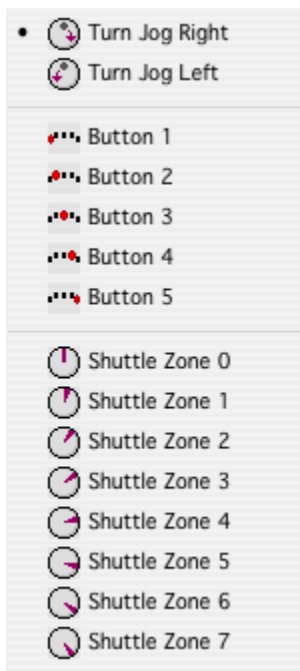 Turn Jog Right
Turn Jog Left
Button 1
Button 2
Button 3
Button 4
Button 5
Shuttle Zone 0
Shuttle Zone 1
Shuttle Zone 2
Shuttle Zone 3
Shuttle Zone 4
Shuttle Zone 5
Shuttle Zone 6
Shuttle Zone 7